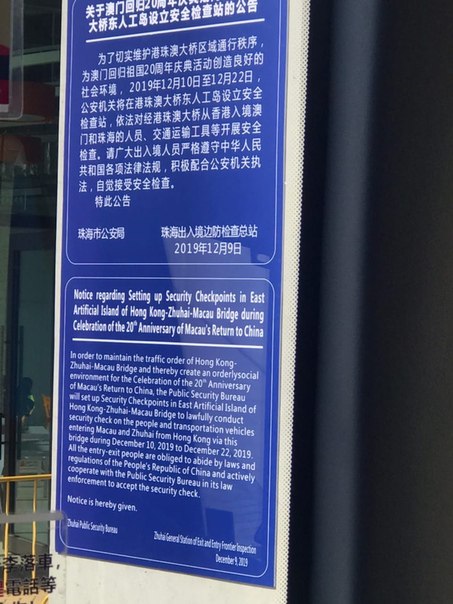 关于澳门回归20周年庆典
大桥东人工岛设立安全检查站的公告
为了切实维护港珠澳大桥区域通行秩序,
为澳门回归祖国20周年庆典活动创造良好的
社会环境, 2019年12月10日至12月22日,
公安机关将在港珠澳大桥东人工岛设立安全
检查站, 依法对经港珠澳大桥从香港入境澳
门和珠海的人员、交通运输工具等开展安全
检查。请广大出入境人员严格遵守中华人民
共和国各项法律法规, 积极配合公安机关执
法, 自觉接受安全检查。
特此公告
珠海市公安局 珠海出入境边防检查总站
2019年12月9日
Notice regarding Setting up Security Checkpoints in East
Artificial Island of Hong Kong-Zhuhai-Macau Bridge during
Celebration of the 20th Anniversary of Macau's Return to China
In order to maintain the traffic order of Hong Kong-
Zhuhai-Macau Bridge and thereby create an orderlysocial
environment for the Celebration of the 20th Anniversary
of Macau's Return to China, the Public Security Bureau
will set up Security Checkpoints in East Artificial Island of
Hong Kong-Zhuhai-Macau Bridge to lawfully conduct
security check on the people and transportation vehicles
entering Macau and Zhuhai from Hong Kong via this
bridge during December 10, 2019 to December 22, 2019.
All the entry-exit people are obliged to abide by laws and
regulations of the People's Republic of China and actively
cooperate with the Public Security Bureau in its law
enforcement to accept the security check.
Notice is hereby given.
Zhuhai Public Security Bureau Zhuhai General Station of Exit and Entry Frontier Inspection
December 9, 2019
電話等